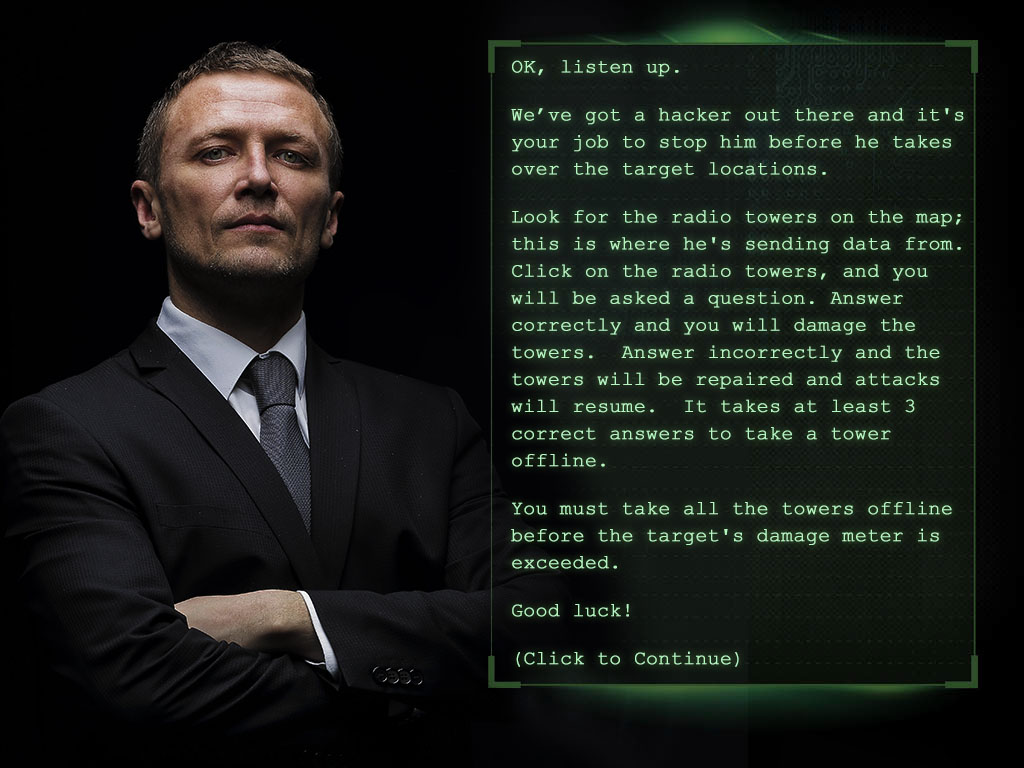 OK, listen up.
We’ve got a hacker out there and it's
your job to stop him before he takes
over the target locations.
Look for the radio towers on the map;
this is where he's sending data from.
Click on the radio towers, and you
will be asked a question. Answer
correctly and you will damage the
towers.  Answer incorrectly and the
towers will be repaired and attacks
will resume.  It takes at least 3
correct answers to take a tower
offline.
You must take all the towers offline
before the target's damage meter is
exceeded.
Good luck!
(Click to Continue)